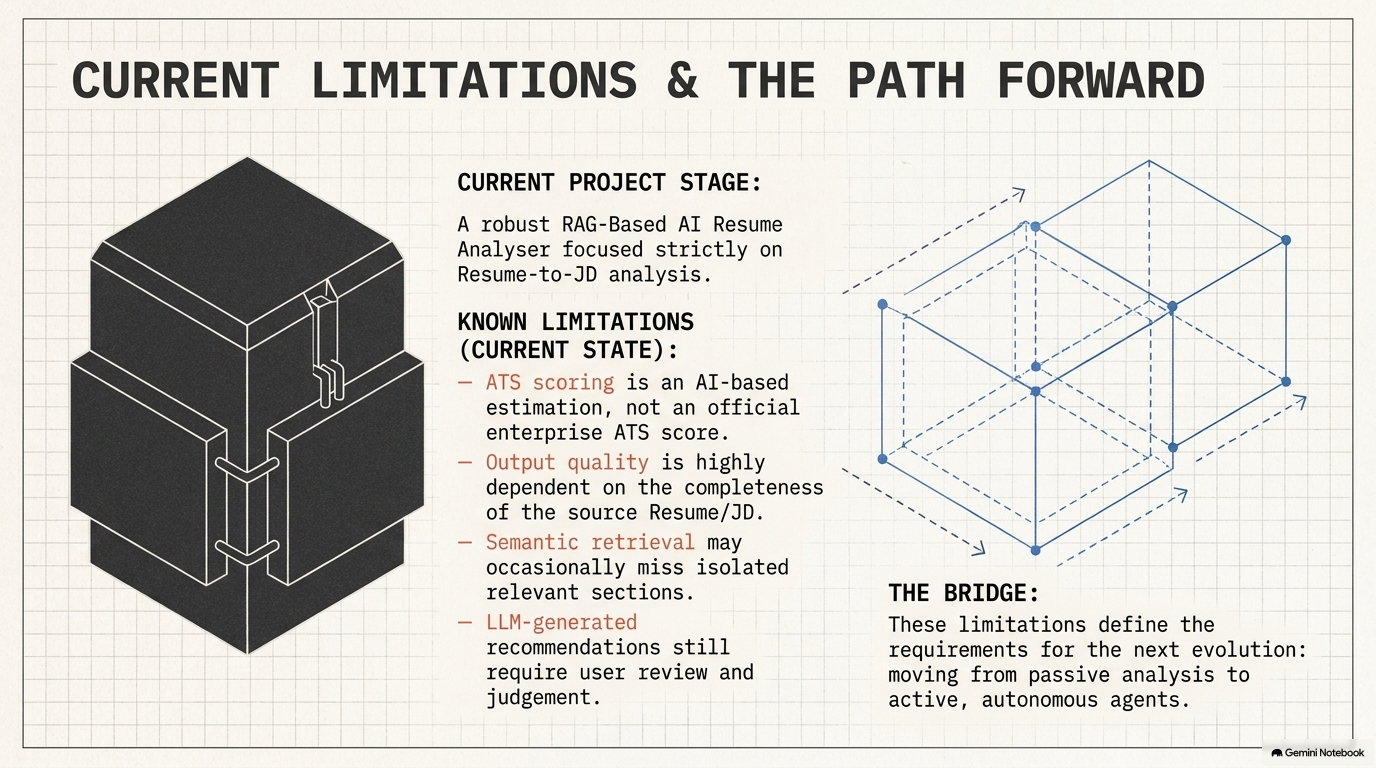 CURRENT LIMITATIONS & THE PATH FORWARD
CURRENT PROJECT STAGE:
A robust RAG-Based AI Resume
Analyser focused strictly on
Resume-to-JD analysis.
KNOWN LIMITATIONS
(CURRENT STATE):
— ATS scoring is an AI-based
estimation, not an official
enterprise ATS score.
— Output quality is highly
dependent on the completeness
of the source Resume/JD.
— Semantic retrieval may
occasionally miss isolated
relevant sections.
— LLM-generated
recommendations still
require user review and
judgement.
THE BRIDGE:
These limitations define the
requirements for the next evolution:
moving from passive analysis to
active, autonomous agents.
Gemini Notebook